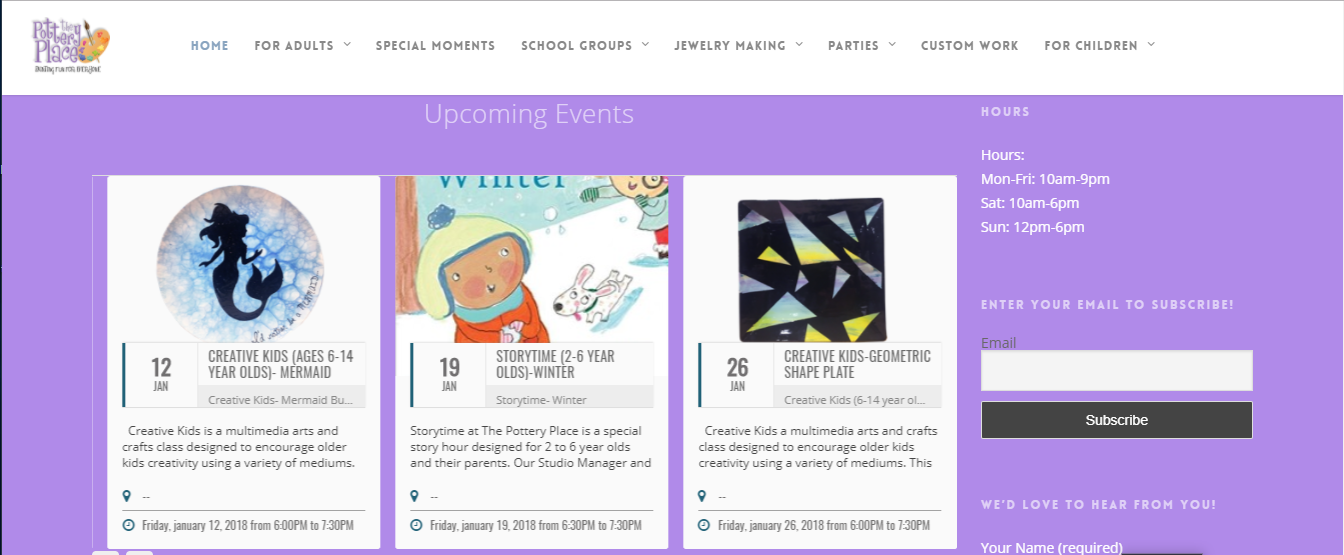 The
Pottery
Place
HOME
FOR ADULTS
SPECIAL MOMENTS
SCHOOL GROUPS
JEWELRY MAKING
PARTIES
CUSTOM WORK
FOR CHILDREN
Upcoming Events
Winter
I'd rather be a mermaid
12
JAN
CREATIVE KIDS (AGES 6-14
YEAR OLDS)- MERMAID
Creative Kids- Mermaid Bu...
Creative Kids is a multimedia arts and
crafts class designed to encourage older
kids creativity using a variety of mediums.
--
Friday, january 12, 2018 from 6:00PM to 7:30PM
19
JAN
STORYTIME (2-6 YEAR
OLDS)-WINTER
Storytime- Winter
Storytime at The Pottery Place is a special
story hour designed for 2 to 6 year olds
and their parents. Our Studio Manager and
--
Friday, january 19, 2018 from 6:30PM to 7:30PM
26
JAN
CREATIVE KIDS-GEOMETRIC
SHAPE PLATE
Creative Kids (6-14 year ol...
Creative Kids a multimedia arts and crafts
class designed to encourage older kids
creativity using a variety of mediums. This
--
Friday, january 26, 2018 from 6:00PM to 7:30PM
HOURS
Hours:
Mon-Fri: 10am-9pm
Sat: 10am-6pm
Sun: 12pm-6pm
ENTER YOUR EMAIL TO SUBSCRIBE!
Email
Subscribe
WE'D LOVE TO HEAR FROM YOU!
Your Name (required)